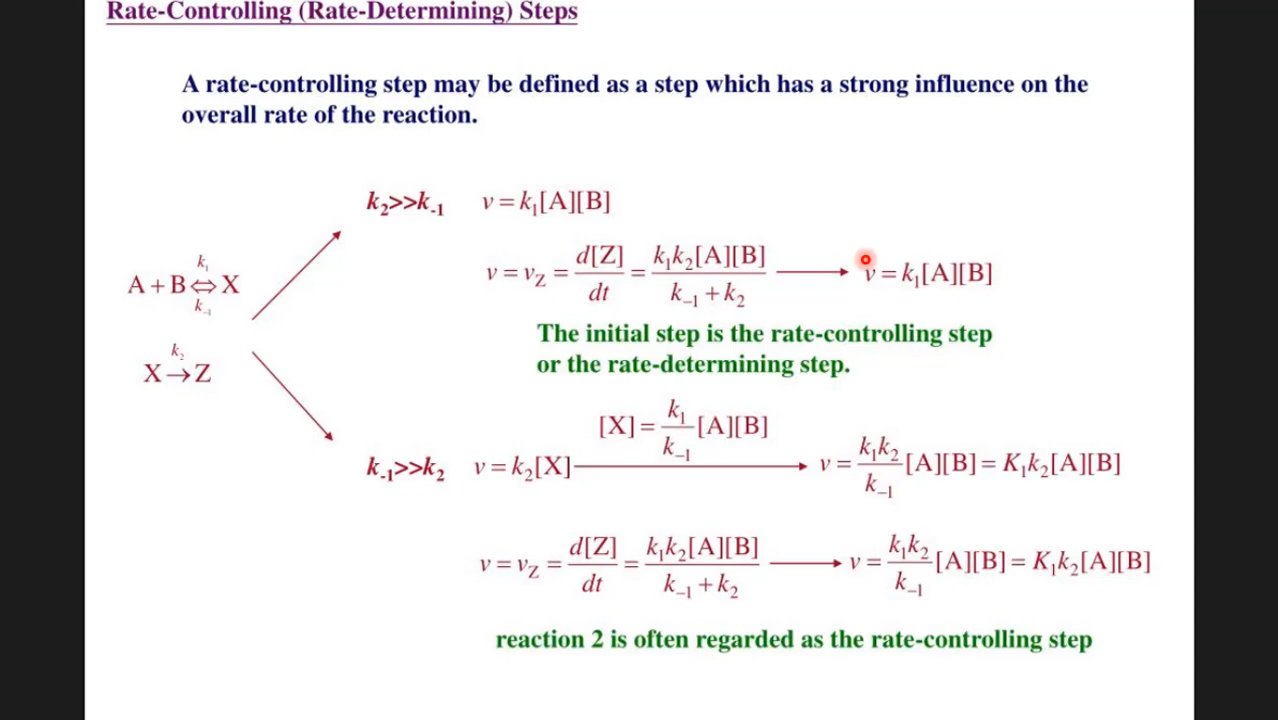 Rate-Controlling (Rate-Determining) Steps
A rate-controlling step may be defined as a step which has a strong influence on the
overall rate of the reaction.
k₂>>k₋₁ v = k₁[A][B]
A + B ⇔ X (k₁ / k₋₁)
v = v_Z = d[Z]/dt = k₁k₂[A][B]/(k₋₁ + k₂) ⟶ v = k₁[A][B]
The initial step is the rate-controlling step
or the rate-determining step.
X →(k₂) Z
k₋₁>>k₂ v = k₂[X] ⟶ ([X] = k₁/k₋₁ [A][B]) v = k₁k₂/k₋₁ [A][B] = K₁k₂[A][B]
v = v_Z = d[Z]/dt = k₁k₂[A][B]/(k₋₁ + k₂) ⟶ v = k₁k₂/k₋₁ [A][B] = K₁k₂[A][B]
reaction 2 is often regarded as the rate-controlling step